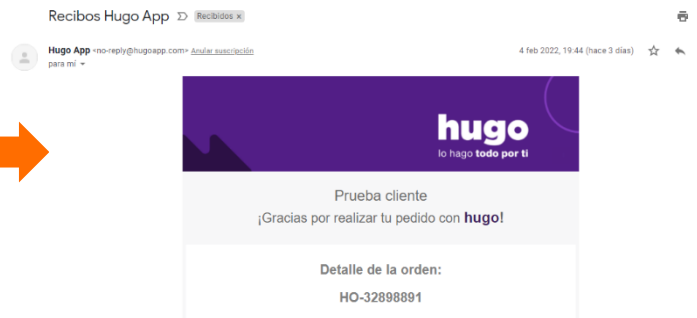 Recibos Hugo App Recibidos x
Hugo App <no-reply@hugoapp.com> Anular suscripción 4 feb 2022, 19:44 (hace 3 días)
para mí
hugo
lo hago todo por ti
Prueba cliente
¡Gracias por realizar tu pedido con hugo!
Detalle de la orden:
HO-32898891